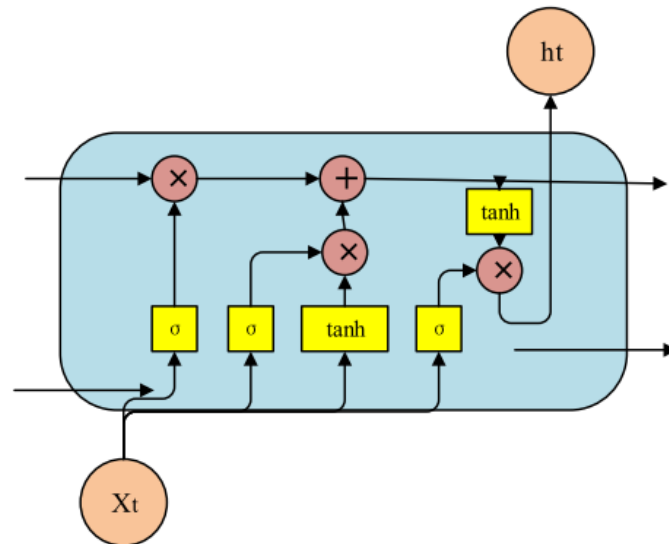 ht
×
+
tanh
×
×
σ
σ
tanh
σ
Xt